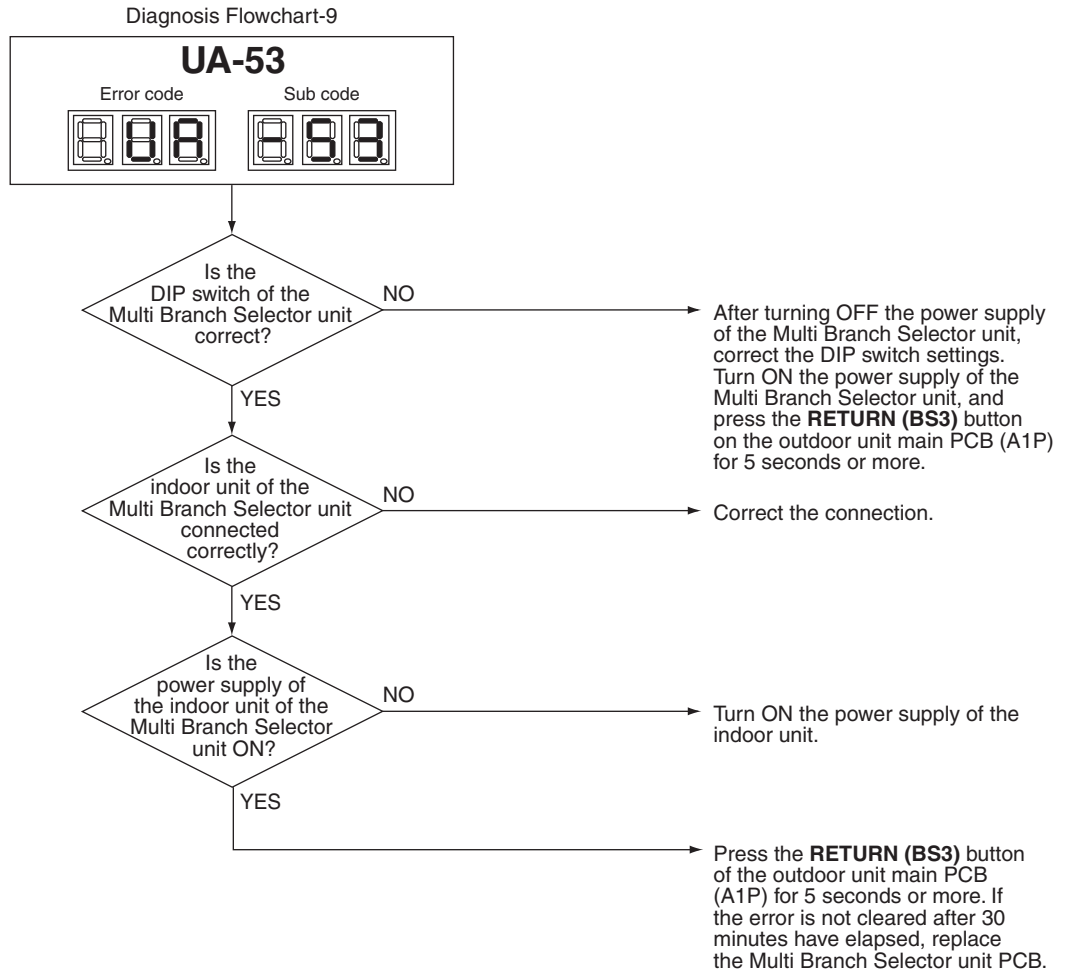 Diagnosis Flowchart-9
UA-53
Error code
Sub code
UA
-53
Is the
DIP switch of the
Multi Branch Selector unit
correct?
NO
After turning OFF the power supply
of the Multi Branch Selector unit,
correct the DIP switch settings.
Turn ON the power supply of the
Multi Branch Selector unit, and
press the RETURN (BS3) button
on the outdoor unit main PCB (A1P)
for 5 seconds or more.
YES
Is the
indoor unit of the
Multi Branch Selector unit
connected
correctly?
NO
Correct the connection.
YES
Is the
power supply of
the indoor unit of the
Multi Branch Selector
unit ON?
NO
Turn ON the power supply of the
indoor unit.
YES
Press the RETURN (BS3) button
of the outdoor unit main PCB
(A1P) for 5 seconds or more. If
the error is not cleared after 30
minutes have elapsed, replace
the Multi Branch Selector unit PCB.